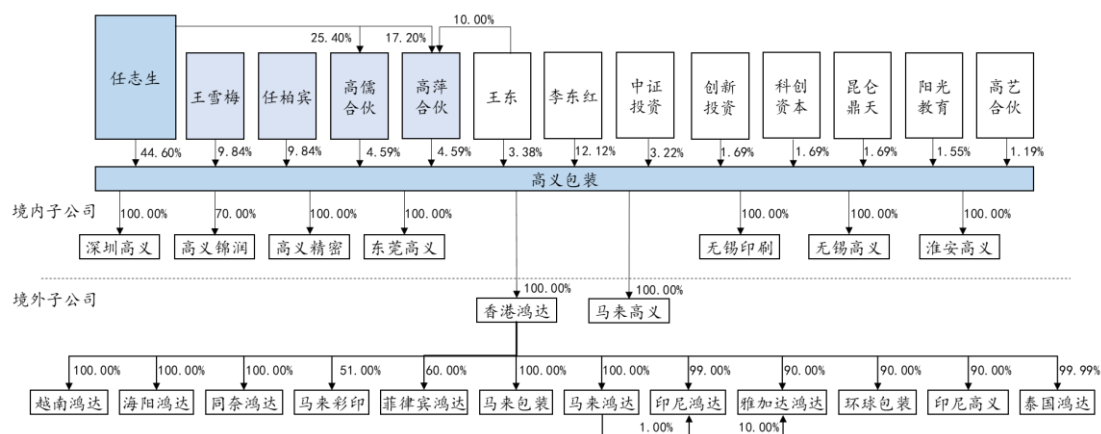 10.00%
25.40% 17.20%
任志生
王雪梅
任柏宾
高儒
合伙
高萍
合伙
王东
李东红
中证
投资
创新
投资
科创
资本
昆仑
鼎天
阳光
教育
高艺
合伙
44.60% 9.84% 9.84% 4.59% 4.59% 3.38% 12.12% 3.22% 1.69% 1.69% 1.69% 1.55% 1.19%
高义包装
境内子公司
100.00% 70.00% 100.00% 100.00% 100.00% 100.00% 100.00%
深圳高义 高义锦润 高义精密 东莞高义 无锡印刷 无锡高义 淮安高义
境外子公司
100.00% 100.00%
香港鸿达 马来高义
100.00% 100.00% 100.00% 51.00% 60.00% 100.00% 100.00% 99.00% 90.00% 90.00% 90.00% 99.99%
越南鸿达 海阳鸿达 同奈鸿达 马来彩印 菲律宾鸿达 马来包装 马来鸿达 印尼鸿达 雅加达鸿达 环球包装 印尼高义 泰国鸿达
1.00% 10.00%